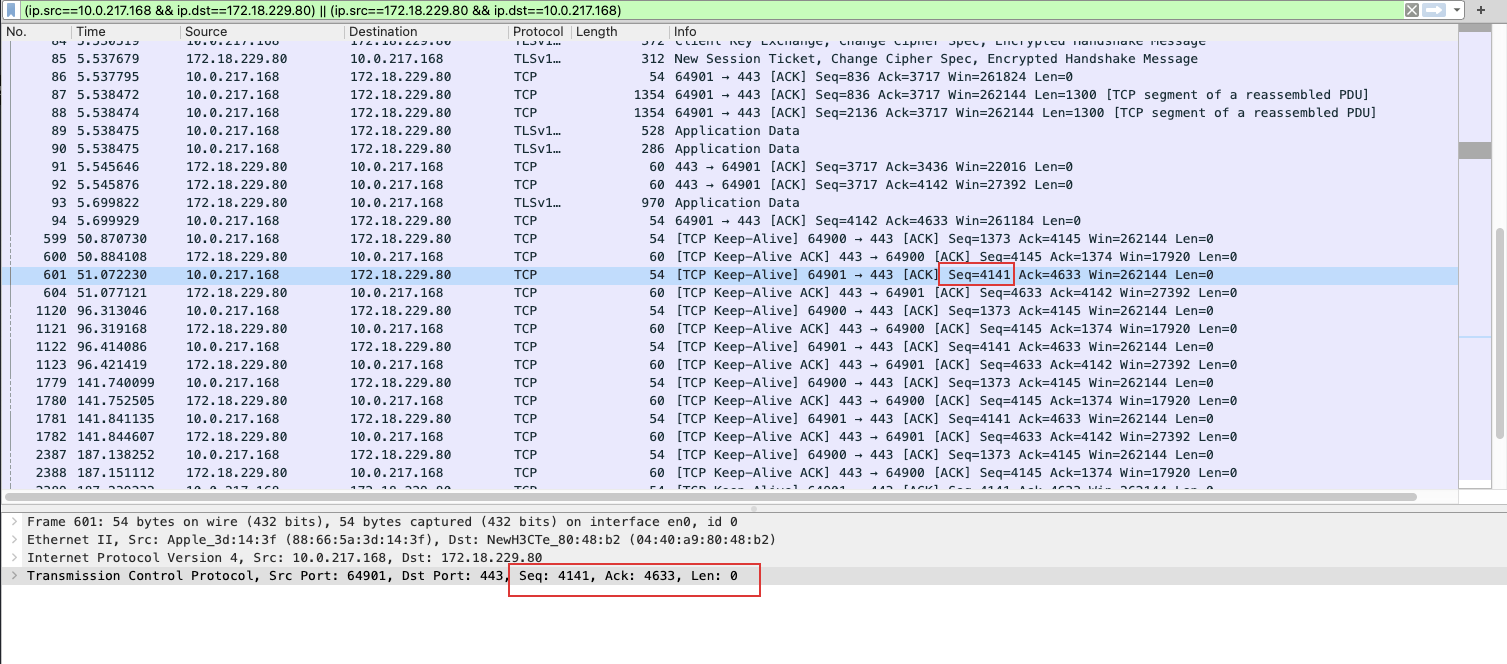 (ip.src==10.0.217.168 && ip.dst==172.18.229.80) || (ip.src==172.18.229.80 && ip.dst==10.0.217.168)
No. Time Source Destination Protocol Length Info
84 5.530519 10.0.217.168 172.18.229.80 TLSv1… 372 Client Key Exchange, Change Cipher Spec, Encrypted Handshake Message
85 5.537679 172.18.229.80 10.0.217.168 TLSv1… 312 New Session Ticket, Change Cipher Spec, Encrypted Handshake Message
86 5.537795 10.0.217.168 172.18.229.80 TCP 54 64901 → 443 [ACK] Seq=836 Ack=3717 Win=261824 Len=0
87 5.538472 10.0.217.168 172.18.229.80 TCP 1354 64901 → 443 [ACK] Seq=836 Ack=3717 Win=262144 Len=1300 [TCP segment of a reassembled PDU]
88 5.538474 10.0.217.168 172.18.229.80 TCP 1354 64901 → 443 [ACK] Seq=2136 Ack=3717 Win=262144 Len=1300 [TCP segment of a reassembled PDU]
89 5.538475 10.0.217.168 172.18.229.80 TLSv1… 528 Application Data
90 5.538475 10.0.217.168 172.18.229.80 TLSv1… 286 Application Data
91 5.545646 172.18.229.80 10.0.217.168 TCP 60 443 → 64901 [ACK] Seq=3717 Ack=3436 Win=22016 Len=0
92 5.545876 172.18.229.80 10.0.217.168 TCP 60 443 → 64901 [ACK] Seq=3717 Ack=4142 Win=27392 Len=0
93 5.699822 172.18.229.80 10.0.217.168 TLSv1… 970 Application Data
94 5.699929 10.0.217.168 172.18.229.80 TCP 54 64901 → 443 [ACK] Seq=4142 Ack=4633 Win=261184 Len=0
599 50.870730 10.0.217.168 172.18.229.80 TCP 54 [TCP Keep-Alive] 64900 → 443 [ACK] Seq=1373 Ack=4145 Win=262144 Len=0
600 50.884108 172.18.229.80 10.0.217.168 TCP 60 [TCP Keep-Alive ACK] 443 → 64900 [ACK] Seq=4145 Ack=1374 Win=17920 Len=0
601 51.072230 10.0.217.168 172.18.229.80 TCP 54 [TCP Keep-Alive] 64901 → 443 [ACK] Seq=4141 Ack=4633 Win=262144 Len=0
604 51.077121 172.18.229.80 10.0.217.168 TCP 60 [TCP Keep-Alive ACK] 443 → 64901 [ACK] Seq=4633 Ack=4142 Win=27392 Len=0
1120 96.313046 10.0.217.168 172.18.229.80 TCP 54 [TCP Keep-Alive] 64900 → 443 [ACK] Seq=1373 Ack=4145 Win=262144 Len=0
1121 96.319168 172.18.229.80 10.0.217.168 TCP 60 [TCP Keep-Alive ACK] 443 → 64900 [ACK] Seq=4145 Ack=1374 Win=17920 Len=0
1122 96.414086 10.0.217.168 172.18.229.80 TCP 54 [TCP Keep-Alive] 64901 → 443 [ACK] Seq=4141 Ack=4633 Win=262144 Len=0
1123 96.421419 172.18.229.80 10.0.217.168 TCP 60 [TCP Keep-Alive ACK] 443 → 64901 [ACK] Seq=4633 Ack=4142 Win=27392 Len=0
1779 141.740099 10.0.217.168 172.18.229.80 TCP 54 [TCP Keep-Alive] 64900 → 443 [ACK] Seq=1373 Ack=4145 Win=262144 Len=0
1780 141.752505 172.18.229.80 10.0.217.168 TCP 60 [TCP Keep-Alive ACK] 443 → 64900 [ACK] Seq=4145 Ack=1374 Win=17920 Len=0
1781 141.841135 10.0.217.168 172.18.229.80 TCP 54 [TCP Keep-Alive] 64901 → 443 [ACK] Seq=4141 Ack=4633 Win=262144 Len=0
1782 141.844607 172.18.229.80 10.0.217.168 TCP 60 [TCP Keep-Alive ACK] 443 → 64901 [ACK] Seq=4633 Ack=4142 Win=27392 Len=0
2387 187.138252 10.0.217.168 172.18.229.80 TCP 54 [TCP Keep-Alive] 64900 → 443 [ACK] Seq=1373 Ack=4145 Win=262144 Len=0
2388 187.151112 172.18.229.80 10.0.217.168 TCP 60 [TCP Keep-Alive ACK] 443 → 64900 [ACK] Seq=4145 Ack=1374 Win=17920 Len=0
10.0.217.168 172.18.229.80 TCP 54 [TCP Keep-Alive] 64901 → 443 [ACK] Seq=4141 Ack=4633 Win=262144 Len=0
Frame 601: 54 bytes on wire (432 bits), 54 bytes captured (432 bits) on interface en0, id 0
Ethernet II, Src: Apple_3d:14:3f (88:66:5a:3d:14:3f), Dst: NewH3CTe_80:48:b2 (04:40:a9:80:48:b2)
Internet Protocol Version 4, Src: 10.0.217.168, Dst: 172.18.229.80
Transmission Control Protocol, Src Port: 64901, Dst Port: 443, Seq: 4141, Ack: 4633, Len: 0